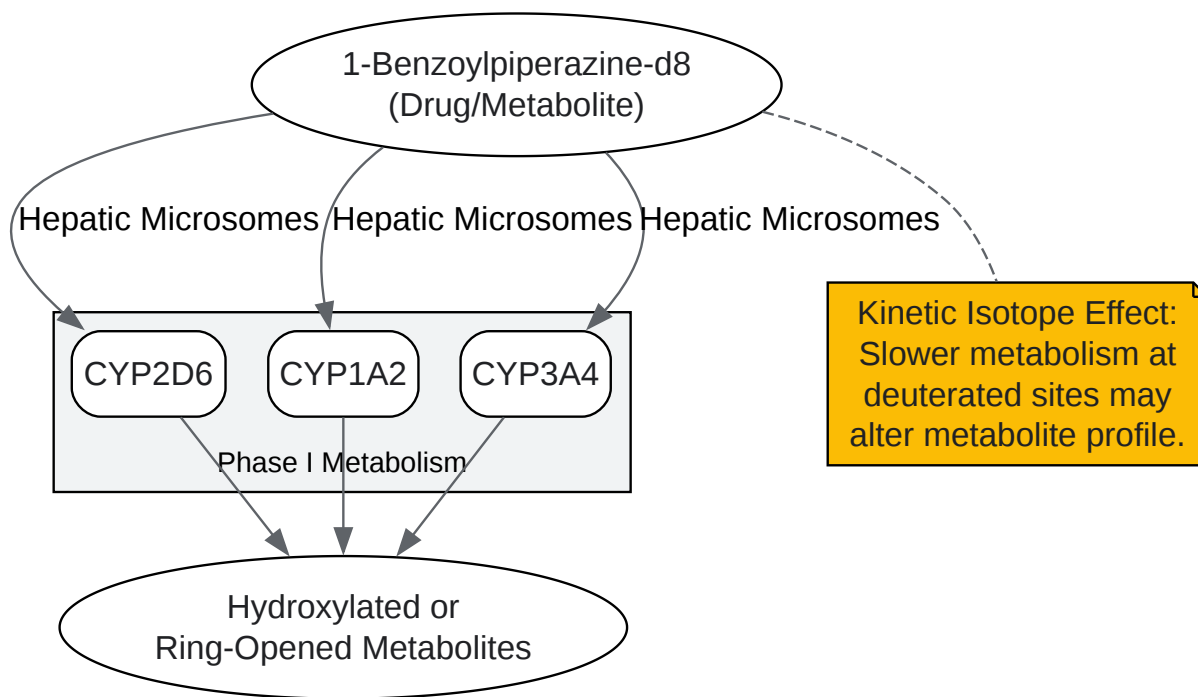 1-Benzoylpiperazine-d8
(Drug/Metabolite)
Hepatic Microsomes
Hepatic Microsomes
Hepatic Microsomes
Kinetic Isotope Effect:
Slower metabolism at
deuterated sites may
alter metabolite profile.
CYP2D6
CYP1A2
CYP3A4
Phase I Metabolism
Hydroxylated or
Ring-Opened Metabolites